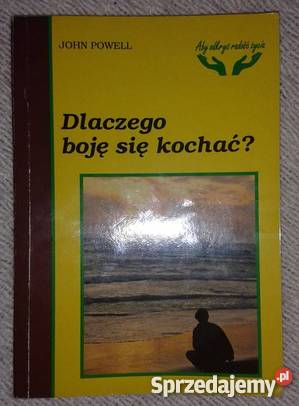 JOHN POWELL
Aby odkryć radość życia
Dlaczego
boję się kochać?
Sprzedajemy.pl